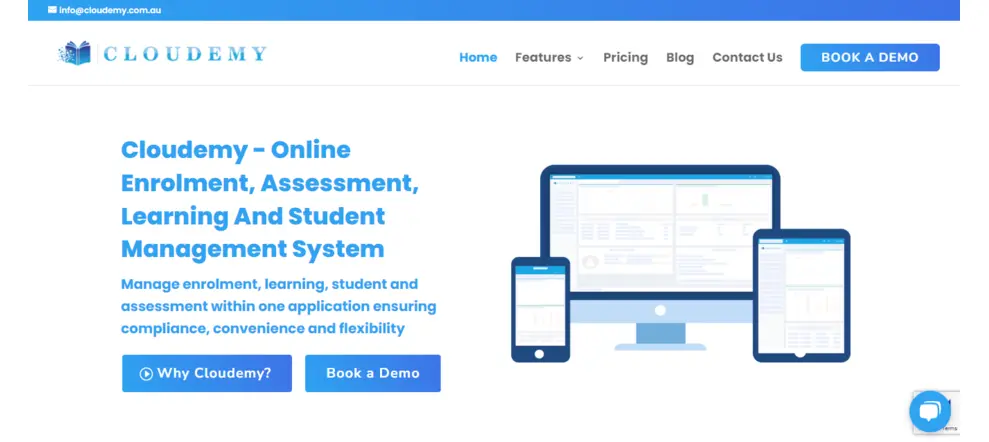 info@cloudemy.com.au
CLOUDEMY
Home Features Pricing Blog Contact Us BOOK A DEMO
Cloudemy - Online
Enrolment, Assessment,
Learning And Student
Management System
Manage enrolment, learning, student and
assessment within one application ensuring
compliance, convenience and flexibility
Why Cloudemy? Book a Demo